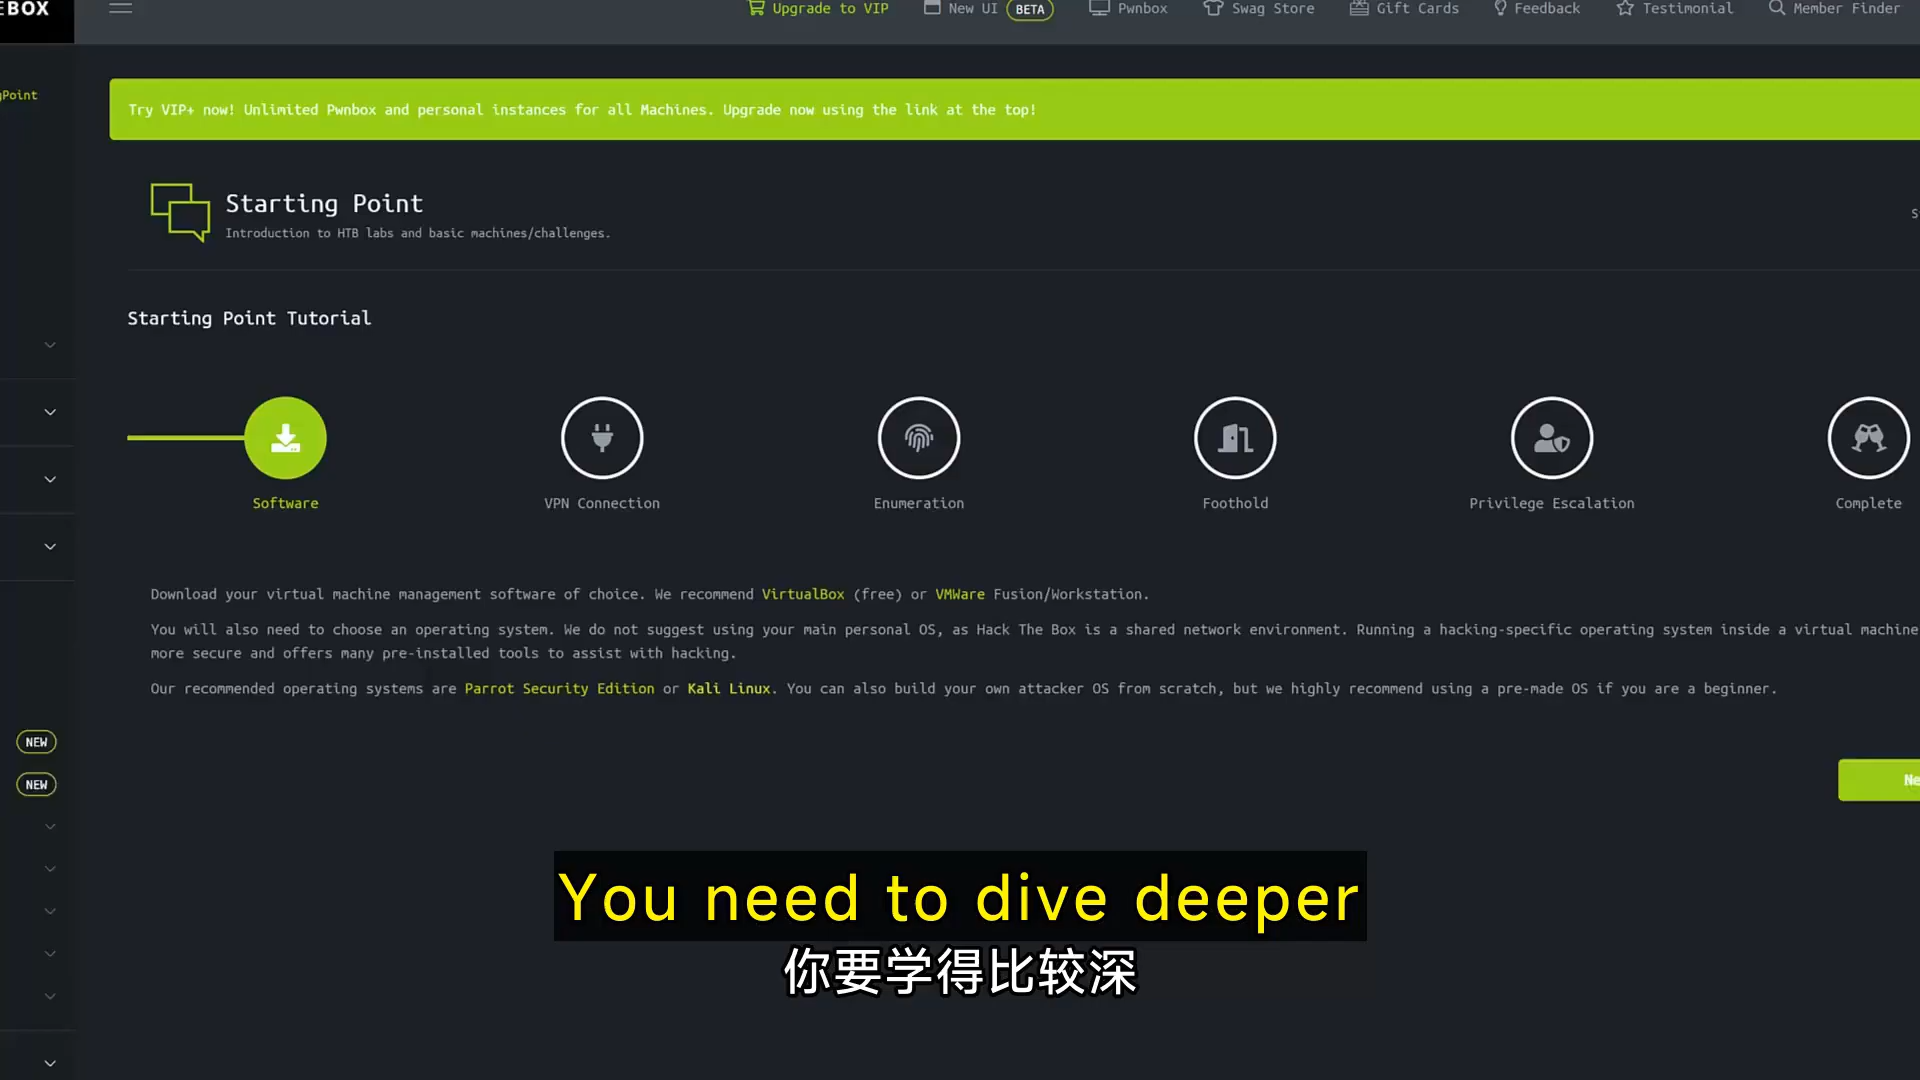 EBOX
Upgrade to VIP
New UI BETA
Pwnbox
Swag Store
Gift Cards
Feedback
Testimonial
Member Finder
gPoint
Try VIP+ now! Unlimited Pwnbox and personal instances for all Machines. Upgrade now using the link at the top!
Starting Point
Introduction to HTB labs and basic machines/challenges.
Starting Point Tutorial
Software
VPN Connection
Enumeration
Foothold
Privilege Escalation
Complete
Download your virtual machine management software of choice. We recommend VirtualBox (free) or VMWare Fusion/Workstation.
You will also need to choose an operating system. We do not suggest using your main personal OS, as Hack The Box is a shared network environment. Running a hacking-specific operating system inside a virtual machine
more secure and offers many pre-installed tools to assist with hacking.
Our recommended operating systems are Parrot Security Edition or Kali Linux. You can also build your own attacker OS from scratch, but we highly recommend using a pre-made OS if you are a beginner.
NEW
NEW
Ne
You need to dive deeper
你要学得比较深